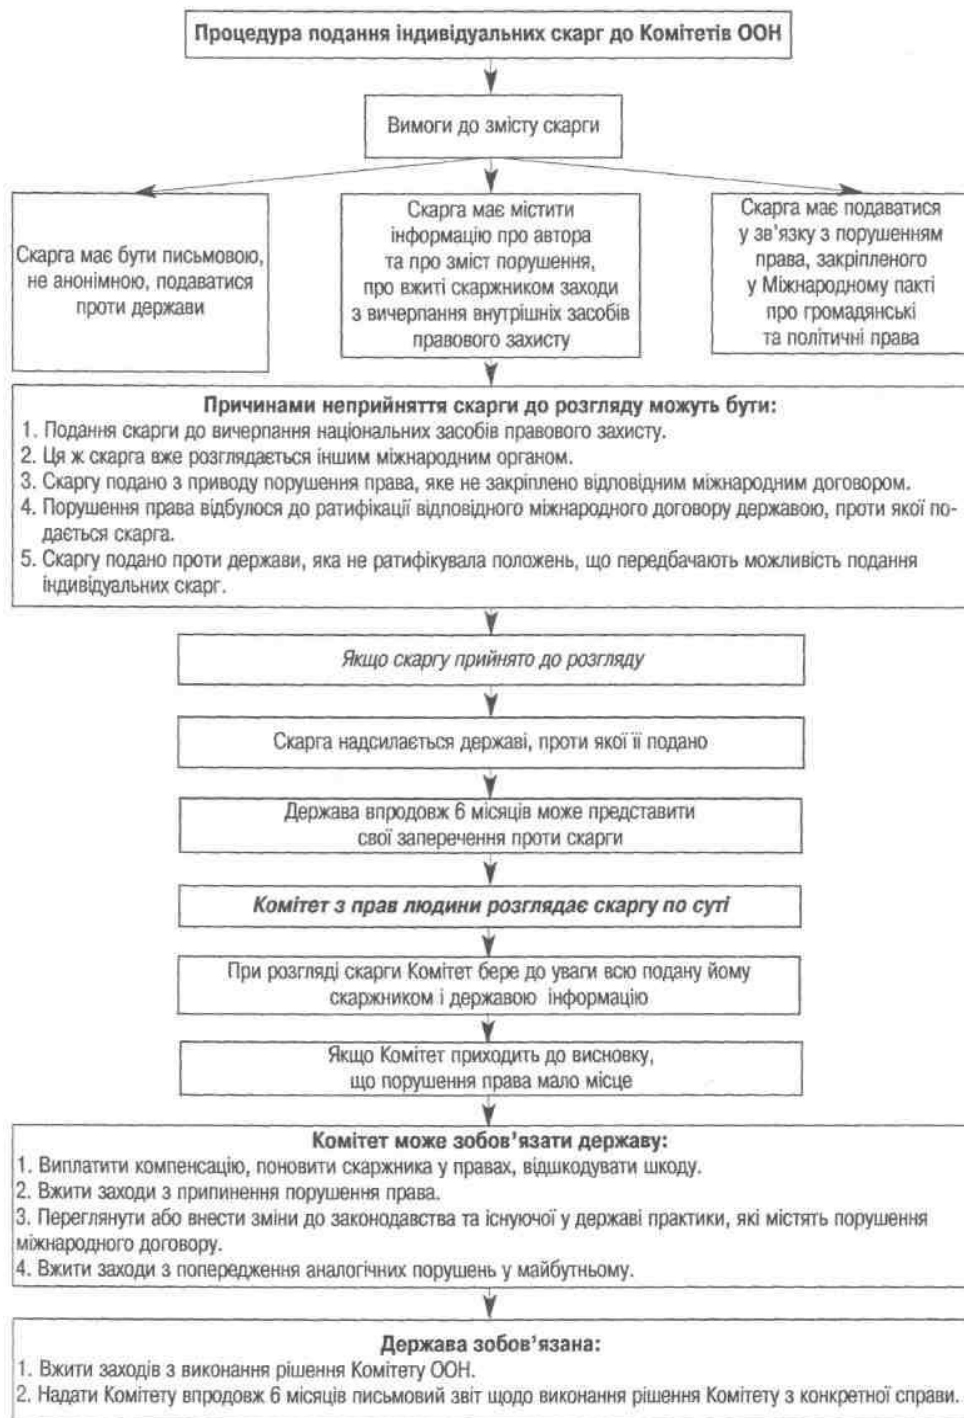 Процедура подання індивідуальних скарг до Комітетів ООН
Вимоги до змісту скарги
Скарга має бути письмовою,
не анонімною, подаватися
проти держави
Скарга має містити
інформацію про автора
та про зміст порушення,
про вжиті скаржником заходи
з вичерпання внутрішніх засобів
правового захисту
Скарга має подаватися
у зв’язку з порушенням
права, закріпленого
у Міжнародному пакті
про громадянські
та політичні права
Причинами неприйняття скарги до розгляду можуть бути:
1. Подання скарги до вичерпання національних засобів правового захисту.
2. Ця ж скарга вже розглядається іншим міжнародним органом.
3. Скаргу подано з приводу порушення права, яке не закріплено відповідним міжнародним договором.
4. Порушення права відбулося до ратифікації відповідного міжнародного договору державою, проти якої по-
дається скарга.
5. Скаргу подано проти держави, яка не ратифікувала положень, що передбачають можливість подання
індивідуальних скарг.
Якщо скаргу прийнято до розгляду
Скарга надсилається державі, проти якої її подано
Держава впродовж 6 місяців може представити
свої заперечення проти скарги
Комітет з прав людини розглядає скаргу по суті
При розгляді скарги Комітет бере до уваги всю подану йому
скаржником і державою інформацію
Якщо Комітет приходить до висновку,
що порушення права мало місце
Комітет може зобов’язати державу:
1. Виплатити компенсацію, поновити скаржника у правах, відшкодувати шкоду.
2. Вжити заходи з припинення порушення права.
3. Переглянути або внести зміни до законодавства та існуючої у державі практики, які містять порушення
міжнародного договору.
4. Вжити заходи з попередження аналогічних порушень у майбутньому.
Держава зобов’язана:
1. Вжити заходів з виконання рішення Комітету ООН.
2. Надати Комітету впродовж 6 місяців письмовий звіт щодо виконання рішення Комітету з конкретної справи.